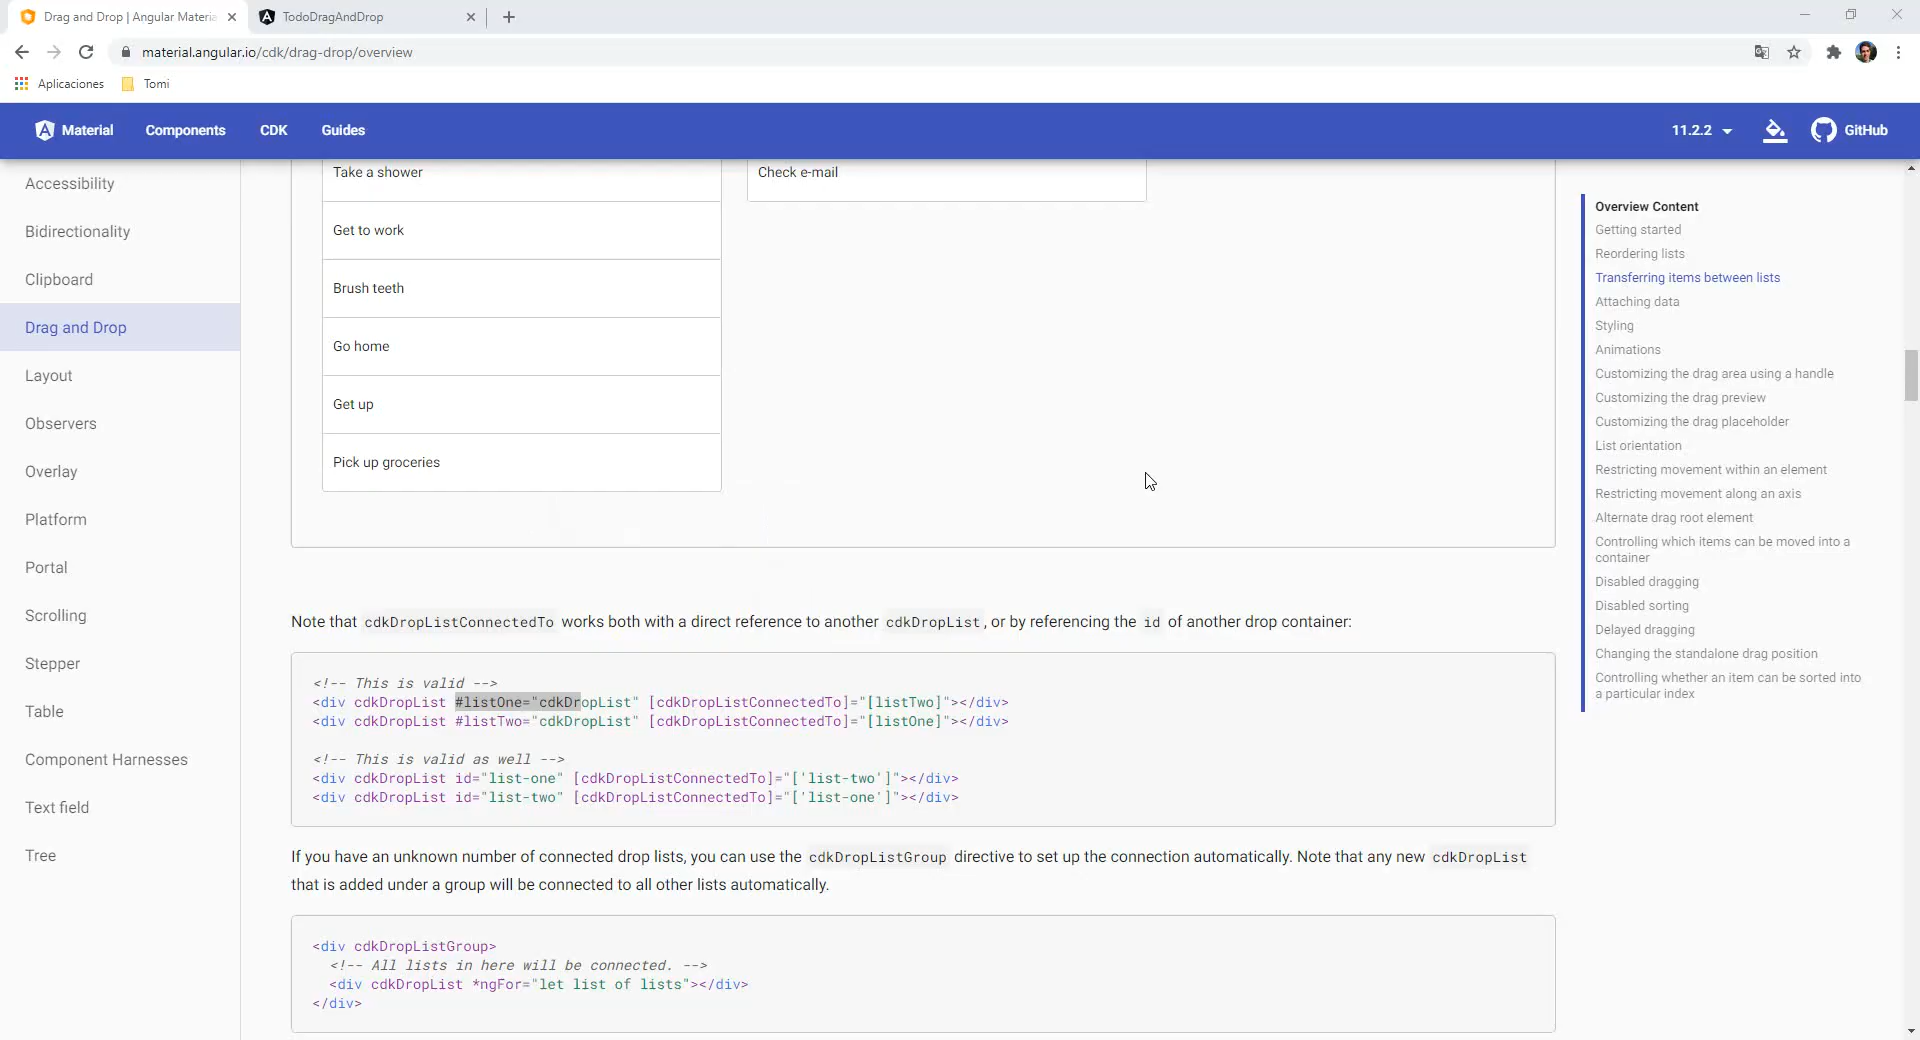 Drag and Drop | Angular Materia
TodoDragAndDrop
material.angular.io/cdk/drag-drop/overview
Aplicaciones
Tomi
Material
Components
CDK
Guides
11.2.2
GitHub
Accessibility
Bidirectionality
Clipboard
Drag and Drop
Layout
Observers
Overlay
Platform
Portal
Scrolling
Stepper
Table
Component Harnesses
Text field
Tree
Take a shower
Get to work
Brush teeth
Go home
Get up
Pick up groceries
Check e-mail
Note that cdkDropListConnectedTo works both with a direct reference to another cdkDropList, or by referencing the id of another drop container:
<!-- This is valid -->
<div cdkDropList #listOne="cdkDropList" [cdkDropListConnectedTo]="[listTwo]"></div>
<div cdkDropList #listTwo="cdkDropList" [cdkDropListConnectedTo]="[listOne]"></div>
<!-- This is valid as well -->
<div cdkDropList id="list-one" [cdkDropListConnectedTo]="['list-two']"></div>
<div cdkDropList id="list-two" [cdkDropListConnectedTo]="['list-one']"></div>
If you have an unknown number of connected drop lists, you can use the cdkDropListGroup directive to set up the connection automatically. Note that any new cdkDropList
that is added under a group will be connected to all other lists automatically.
<div cdkDropListGroup>
<!-- All lists in here will be connected. -->
<div cdkDropList *ngFor="let list of lists"></div>
</div>
Overview Content
Getting started
Reordering lists
Transferring items between lists
Attaching data
Styling
Animations
Customizing the drag area using a handle
Customizing the drag preview
Customizing the drag placeholder
List orientation
Restricting movement within an element
Restricting movement along an axis
Alternate drag root element
Controlling which items can be moved into a
container
Disabled dragging
Disabled sorting
Delayed dragging
Changing the standalone drag position
Controlling whether an item can be sorted into
a particular index